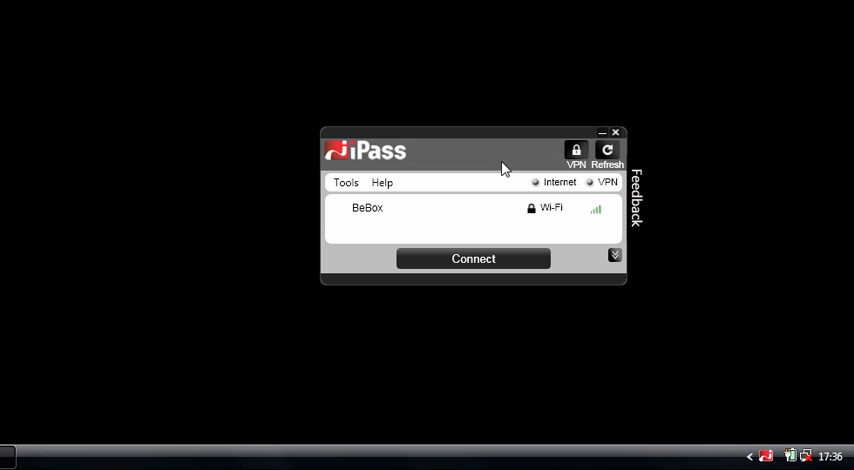 iPass
VPN Refresh
Tools Help Internet VPN
BeBox Wi-Fi
Connect
Feedback
17:36